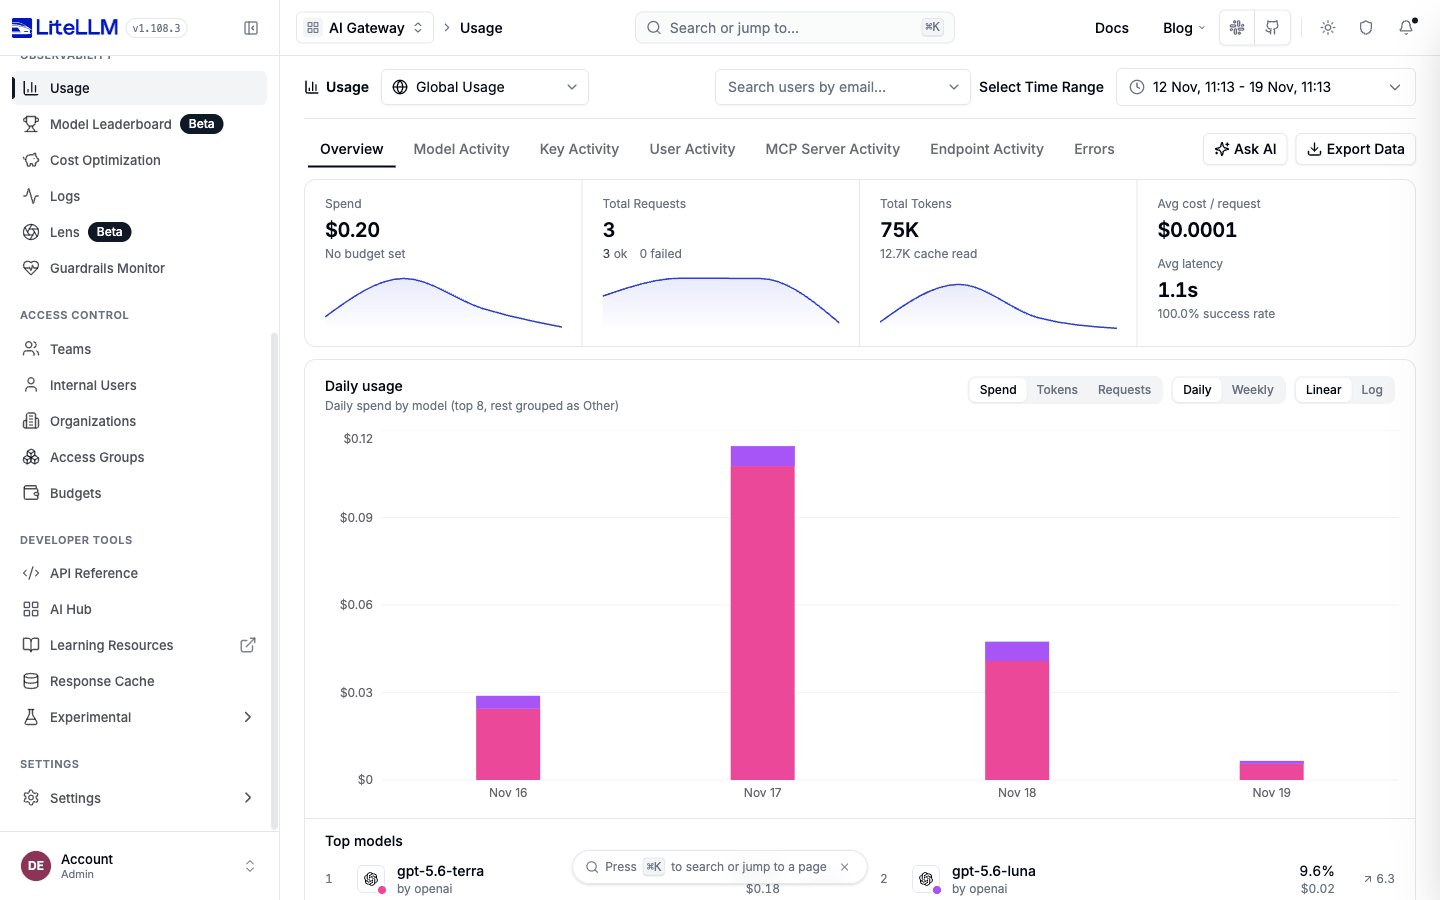 LiteLLM v1.108.3
OBSERVABILITY
Usage
Model Leaderboard Beta
Cost Optimization
Logs
Lens Beta
Guardrails Monitor
ACCESS CONTROL
Teams
Internal Users
Organizations
Access Groups
Budgets
DEVELOPER TOOLS
API Reference
AI Hub
Learning Resources
Response Cache
Experimental
SETTINGS
Settings
DE Account
Admin
AI Gateway Usage
Search or jump to... ⌘K
Docs Blog
Usage Global Usage
Search users by email... Select Time Range 12 Nov, 11:13 - 19 Nov, 11:13
Overview Model Activity Key Activity User Activity MCP Server Activity Endpoint Activity Errors
Ask AI Export Data
Spend
$0.20
No budget set
Total Requests
3
3 ok 0 failed
Total Tokens
75K
12.7K cache read
Avg cost / request
$0.0001
Avg latency
1.1s
100.0% success rate
Daily usage
Daily spend by model (top 8, rest grouped as Other)
Spend Tokens Requests Daily Weekly Linear Log
$0.12
$0.09
$0.06
$0.03
$0
Nov 16 Nov 17 Nov 18 Nov 19
Top models
1 gpt-5.6-terra
by openai $0.18
2 gpt-5.6-luna 9.6%
by openai $0.02
6.3
Press ⌘K to search or jump to a page